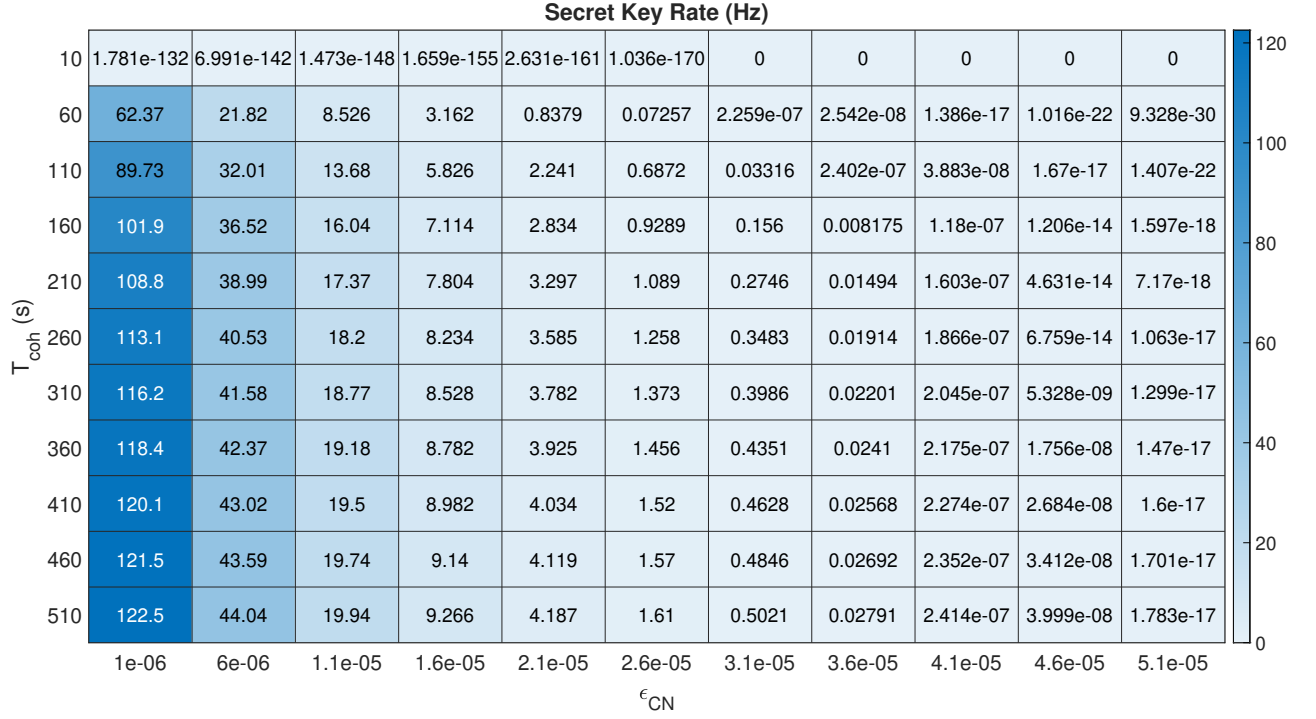 Secret Key Rate (Hz)
10 1.781e-132 6.991e-142 1.473e-148 1.659e-155 2.631e-161 1.036e-170 0 0 0 0 0
60 62.37 21.82 8.526 3.162 0.8379 0.07257 2.259e-07 2.542e-08 1.386e-17 1.016e-22 9.328e-30
110 89.73 32.01 13.68 5.826 2.241 0.6872 0.03316 2.402e-07 3.883e-08 1.67e-17 1.407e-22
160 101.9 36.52 16.04 7.114 2.834 0.9289 0.156 0.008175 1.18e-07 1.206e-14 1.597e-18
210 108.8 38.99 17.37 7.804 3.297 1.089 0.2746 0.01494 1.603e-07 4.631e-14 7.17e-18
260 113.1 40.53 18.2 8.234 3.585 1.258 0.3483 0.01914 1.866e-07 6.759e-14 1.063e-17
310 116.2 41.58 18.77 8.528 3.782 1.373 0.3986 0.02201 2.045e-07 5.328e-09 1.299e-17
360 118.4 42.37 19.18 8.782 3.925 1.456 0.4351 0.0241 2.175e-07 1.756e-08 1.47e-17
410 120.1 43.02 19.5 8.982 4.034 1.52 0.4628 0.02568 2.274e-07 2.684e-08 1.6e-17
460 121.5 43.59 19.74 9.14 4.119 1.57 0.4846 0.02692 2.352e-07 3.412e-08 1.701e-17
510 122.5 44.04 19.94 9.266 4.187 1.61 0.5021 0.02791 2.414e-07 3.999e-08 1.783e-17
1e-06 6e-06 1.1e-05 1.6e-05 2.1e-05 2.6e-05 3.1e-05 3.6e-05 4.1e-05 4.6e-05 5.1e-05
ϵCN
Tcoh (s)
120
100
80
60
40
20
0